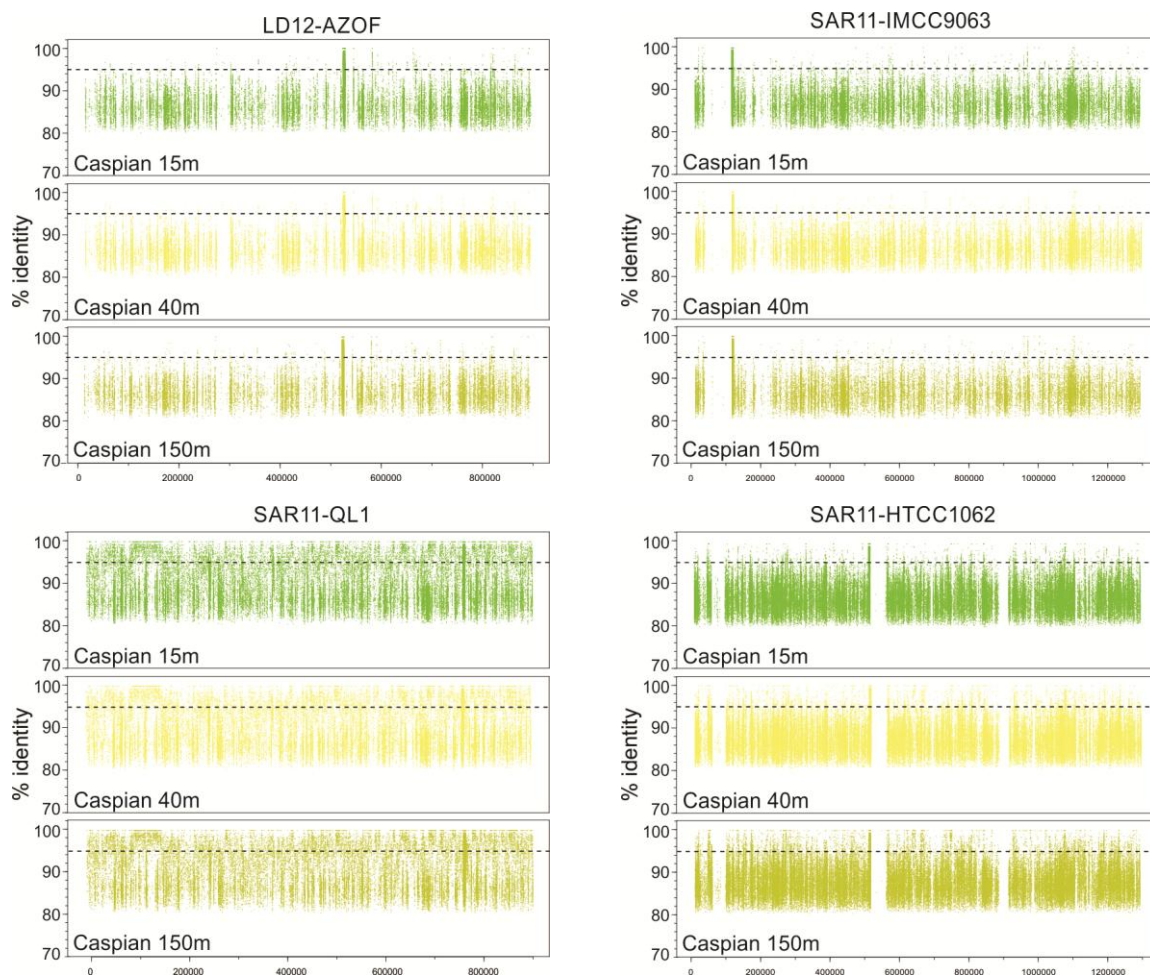 LD12-AZOF
% identity
100
90
80
70
Caspian 15m
100
90
80
70
Caspian 40m
100
90
80
70
Caspian 150m
0 200000 400000 600000 800000
SAR11-IMCC9063
% identity
100
90
80
70
Caspian 15m
100
90
80
70
Caspian 40m
100
90
80
70
Caspian 150m
0 200000 400000 600000 800000 1000000 1200000
SAR11-QL1
% identity
100
90
80
70
Caspian 15m
100
90
80
70
Caspian 40m
100
90
80
70
Caspian 150m
0 200000 400000 600000 800000
SAR11-HTCC1062
% identity
100
90
80
70
Caspian 15m
100
90
80
70
Caspian 40m
100
90
80
70
Caspian 150m
0 200000 400000 600000 800000 1000000 1200000